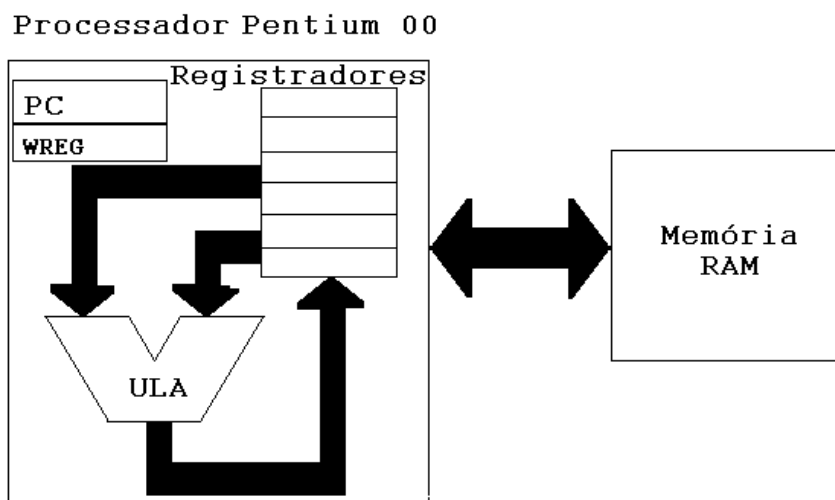 Processador Pentium 00
Registradores
PC
WREG
ULA
Memória
RAM